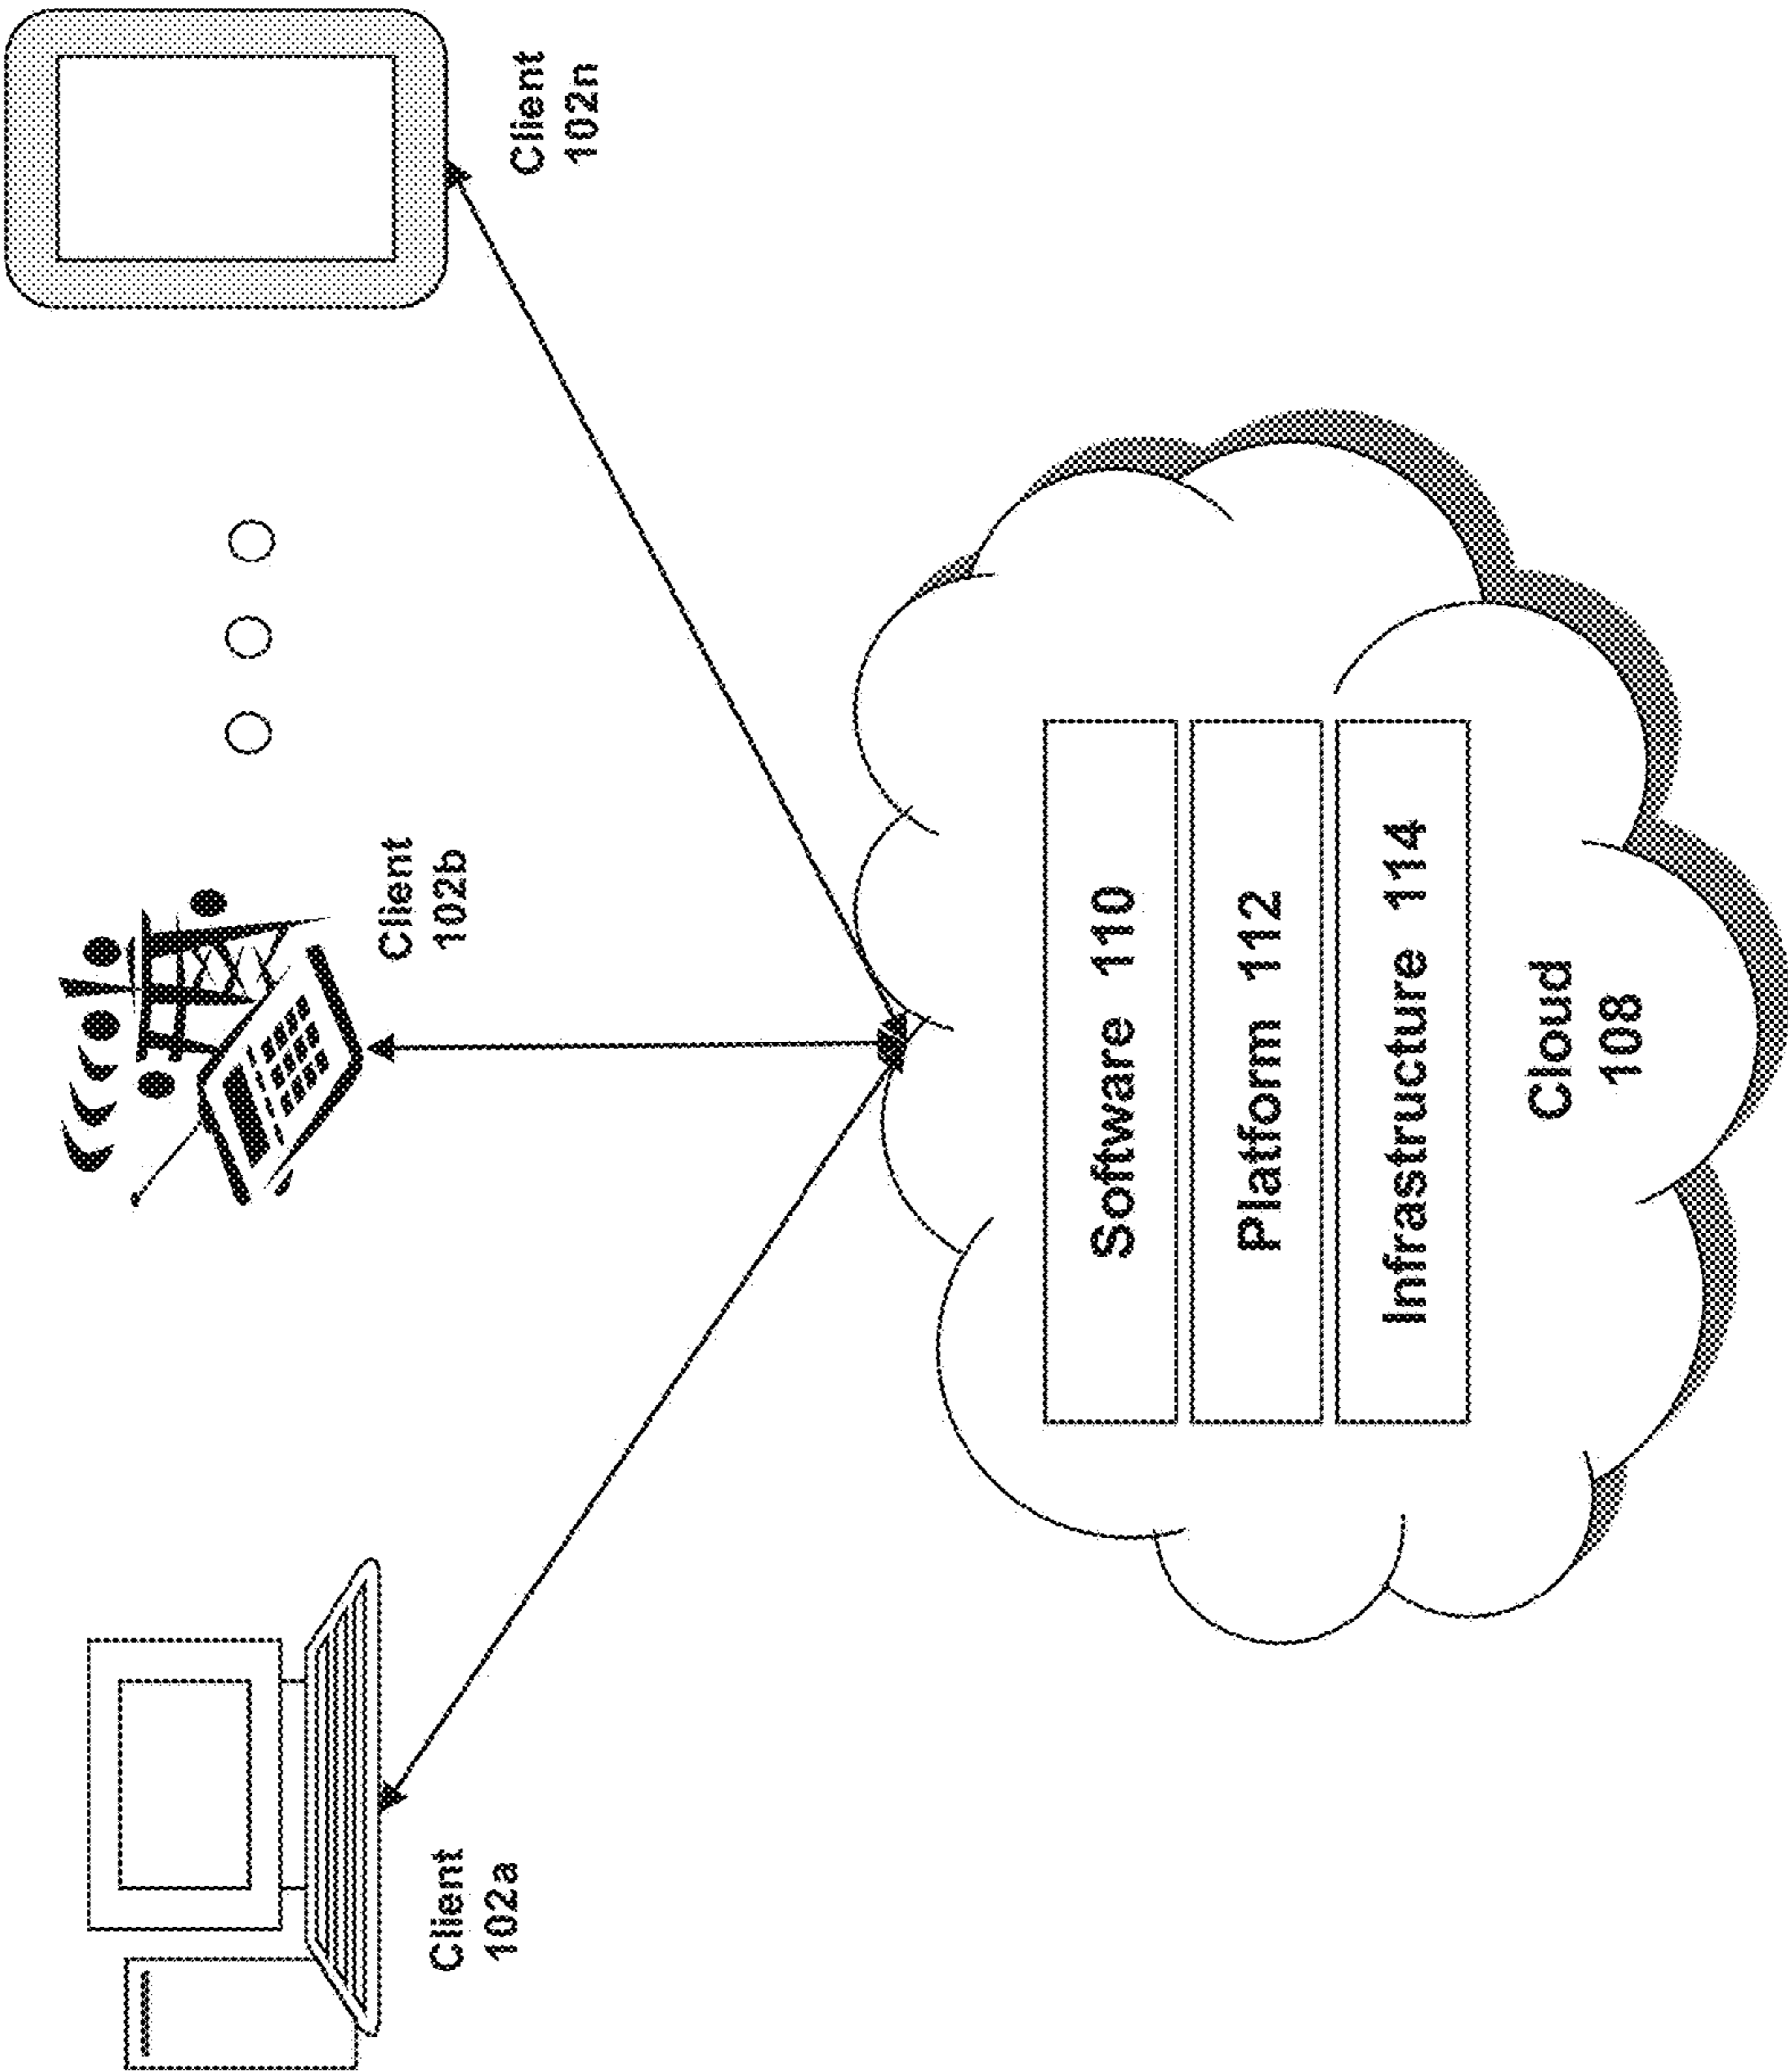 Client
102a
Client
102b
Client
102n
Software 110
Platform 112
Infrastructure 114
Cloud
108